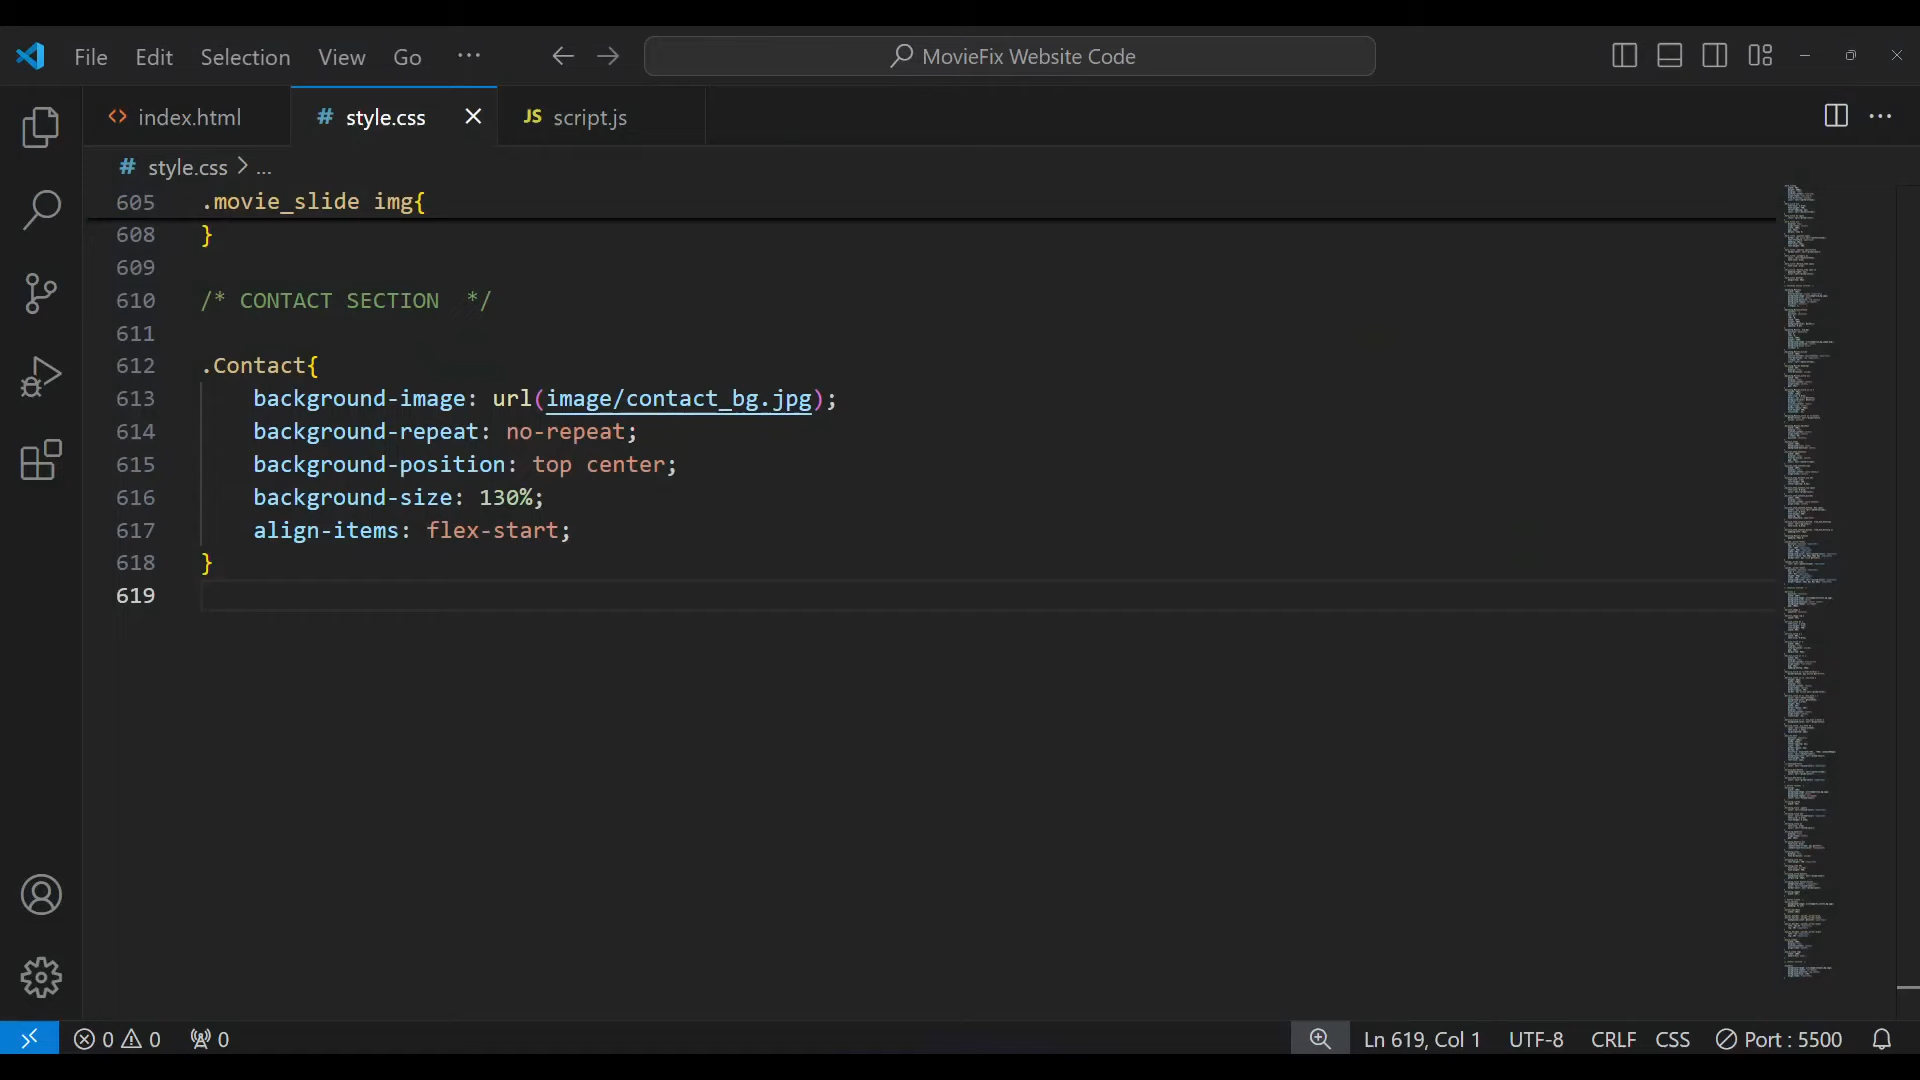 File Edit Selection View Go ··· MovieFix Website Code
index.html # style.css JS script.js
# style.css > ...
605 .movie_slide img{
608 }
609
610 /* CONTACT SECTION  */
611
612 .Contact{
613 background-image: url(image/contact_bg.jpg);
614 background-repeat: no-repeat;
615 background-position: top center;
616 background-size: 130%;
617 align-items: flex-start;
618 }
619
0 0 0 Ln 619, Col 1 UTF-8 CRLF CSS Port : 5500